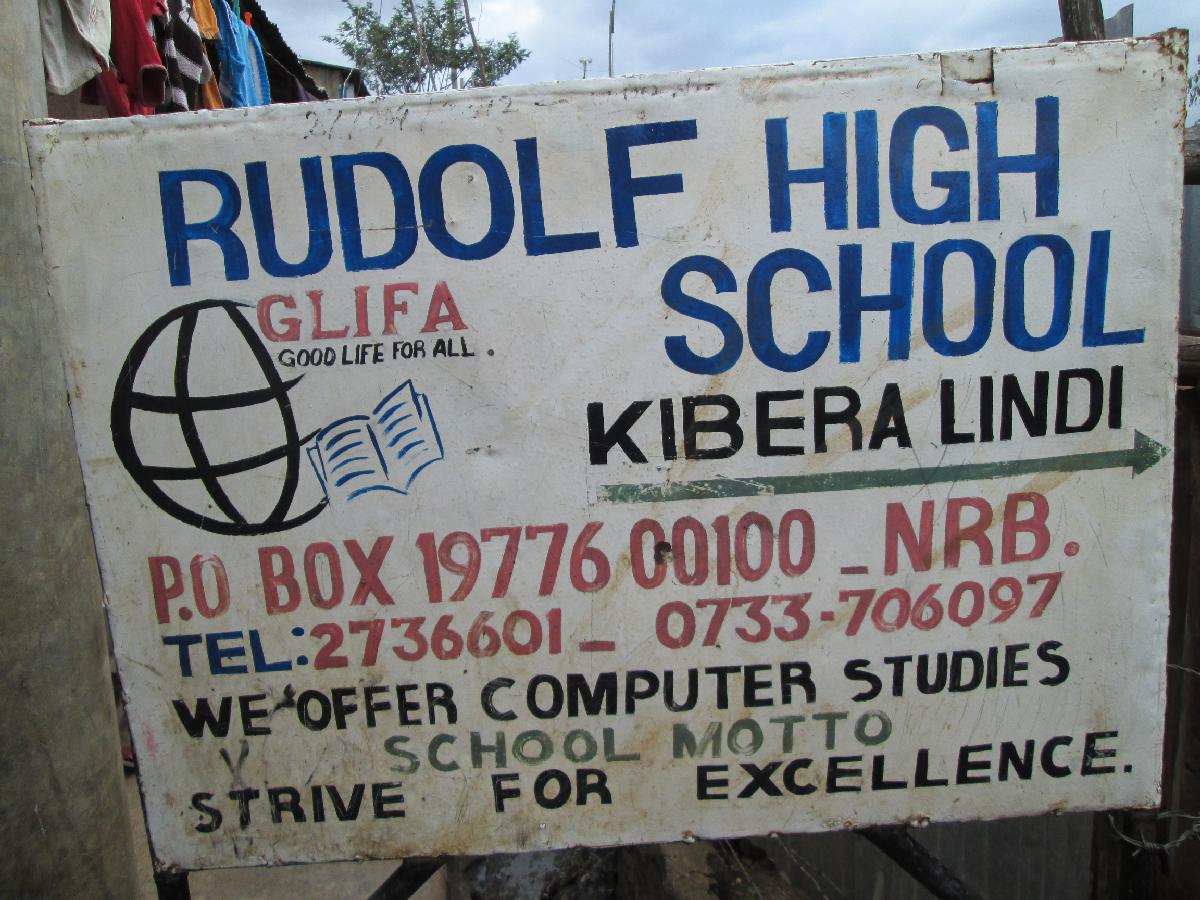 RUDOLF HIGH
SCHOOL
GLIFA
GOOD LIFE FOR ALL.
KIBERA LINDI
P.O BOX 19776 00100 _ NRB.
TEL: 2736601 _ 0733-706097
WE OFFER COMPUTER STUDIES
SCHOOL MOTTO
STRIVE FOR EXCELLENCE.